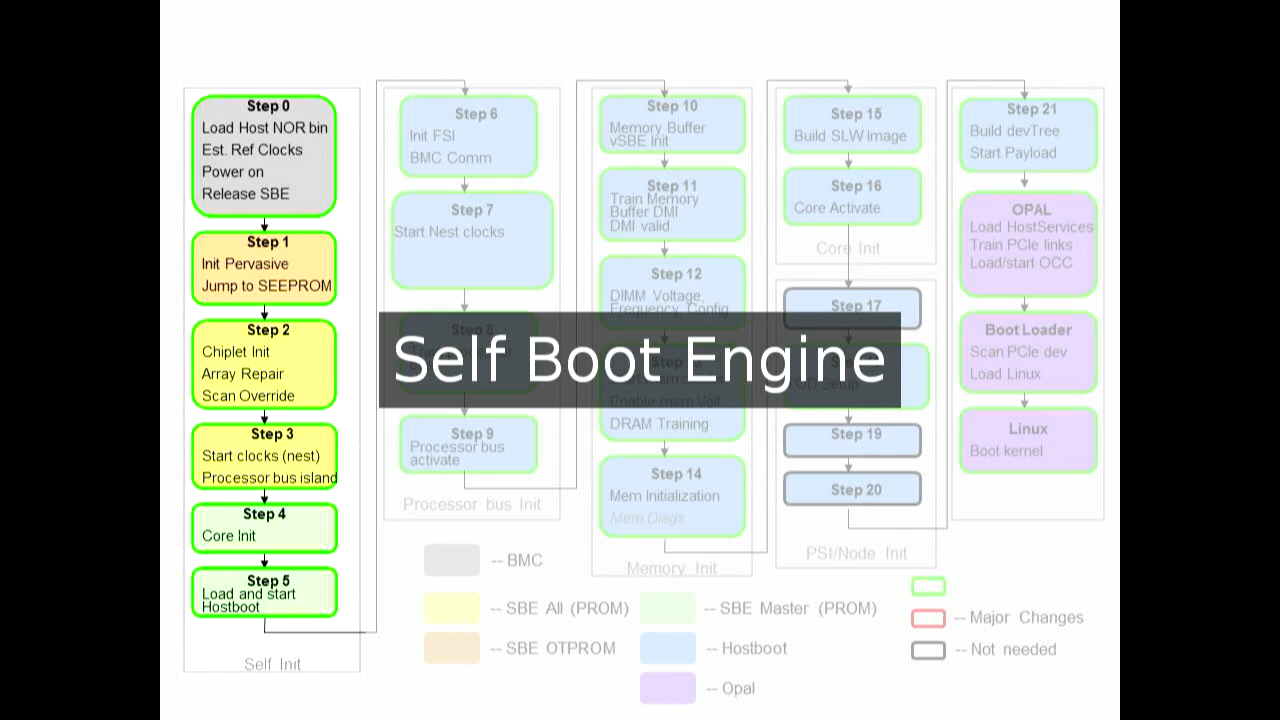 Step 0
Load Host NOR bin
Est. Ref Clocks
Power on
Release SBE
Step 1
Init Pervasive
Jump to SEEPROM
Step 2
Chiplet Init
Array Repair
Scan Override
Step 3
Start clocks (nest)
Processor bus island
Step 4
Core Init
Step 5
Load and start
Hostboot
Self Init
Step 6
Init FSI
BMC Comm
Step 7
Start Nest clocks
Step 8
Step 9
Processor bus
activate
Processor bus Init
Step 10
Memory Buffer
vSBE Init
Step 11
Train Memory
Buffer DMI
DMI valid
Step 12
DIMM Voltage,
Frequency, Config
Enable mem Volt
DRAM Training
Step 14
Mem Initialization
Mem Diags
Memory Init
Step 15
Build SLW Image
Step 16
Core Activate
Core Init
Step 17
Setup
Step 19
Step 20
PSI/Node Init
Step 21
Build devTree
Start Payload
OPAL
Load HostServices
Train PCIe links
Load/start OCC
Boot Loader
Scan PCIe dev
Load Linux
Linux
Boot kernel
Self Boot Engine
-- BMC
-- SBE All (PROM)
-- SBE OTPROM
-- SBE Master (PROM)
-- Hostboot
-- Opal
-- Major Changes
-- Not needed